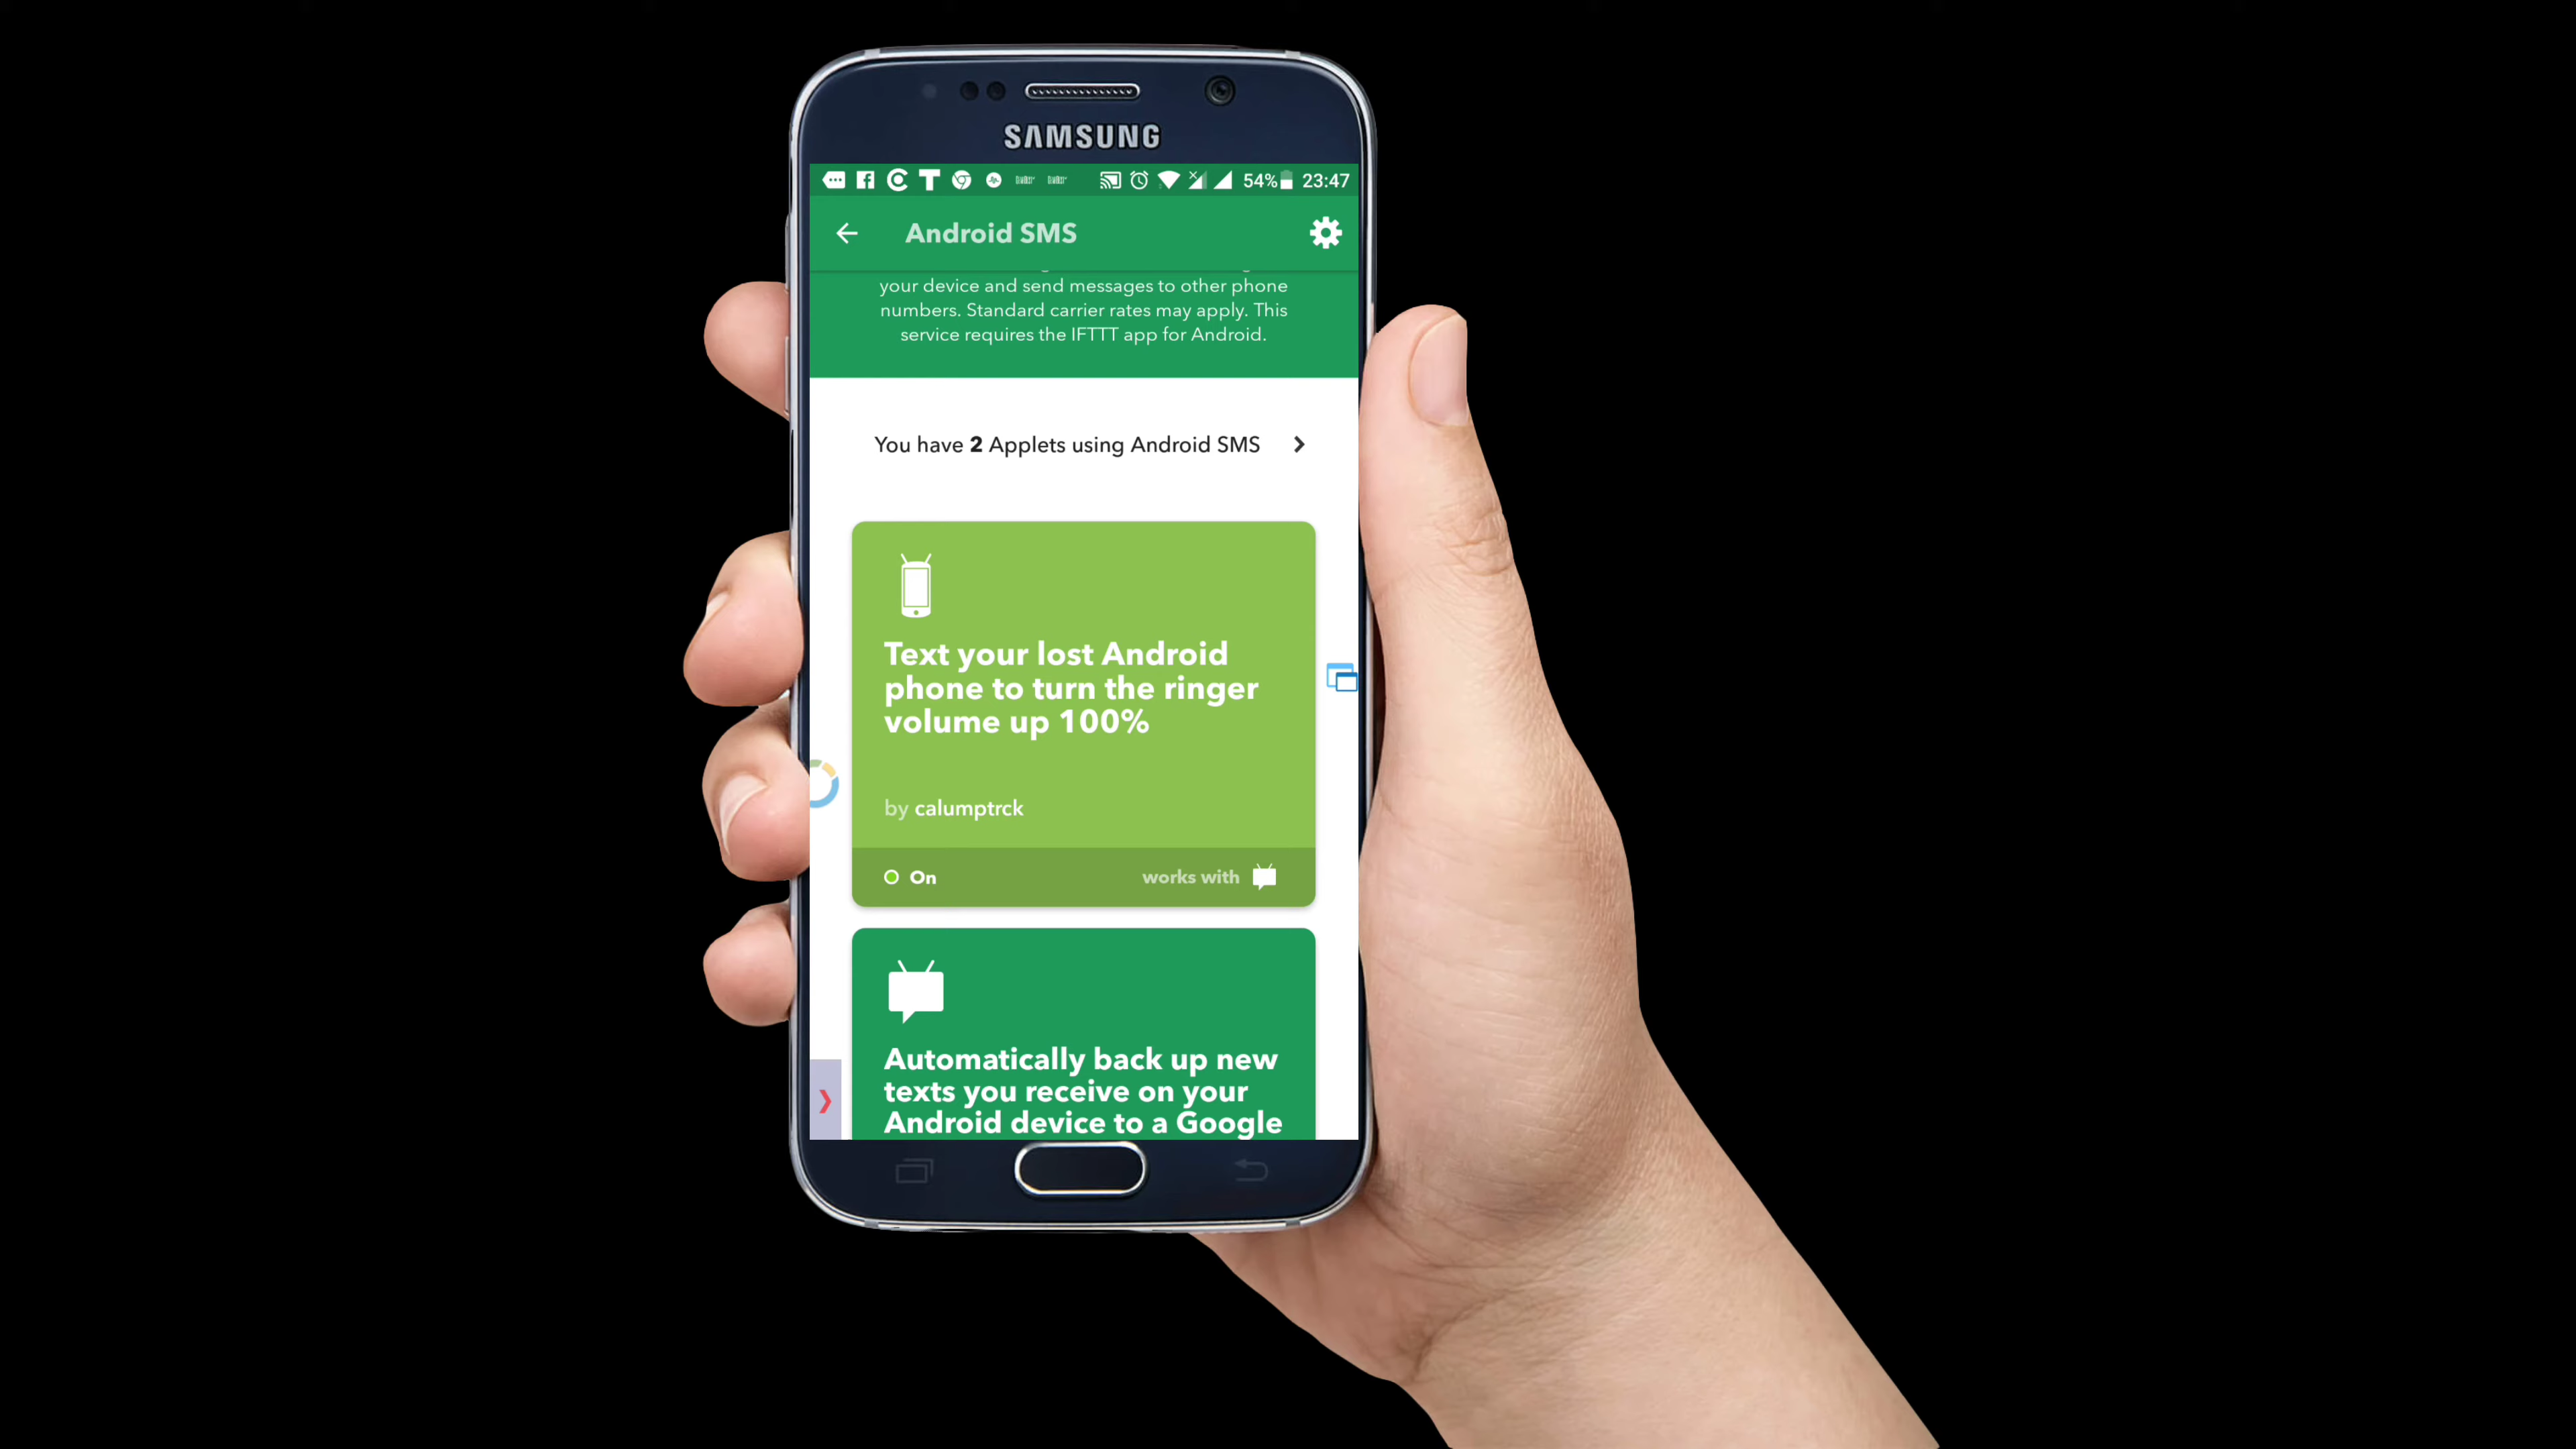 SAMSUNG
54% 23:47
Android SMS
your device and send messages to other phone
numbers. Standard carrier rates may apply. This
service requires the IFTTT app for Android.
You have 2 Applets using Android SMS
Text your lost Android
phone to turn the ringer
volume up 100%
by calumptrck
On works with
Automatically back up new
texts you receive on your
Android device to a Google